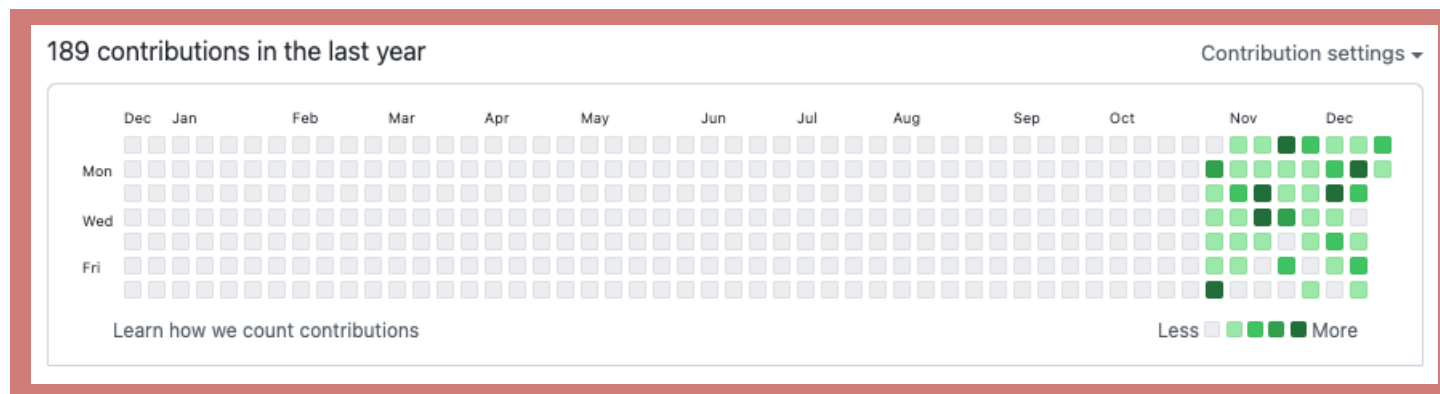 189 contributions in the last year
Contribution settings
Dec Jan Feb Mar Apr May Jun Jul Aug Sep Oct Nov Dec
Mon
Wed
Fri
Learn how we count contributions
Less More